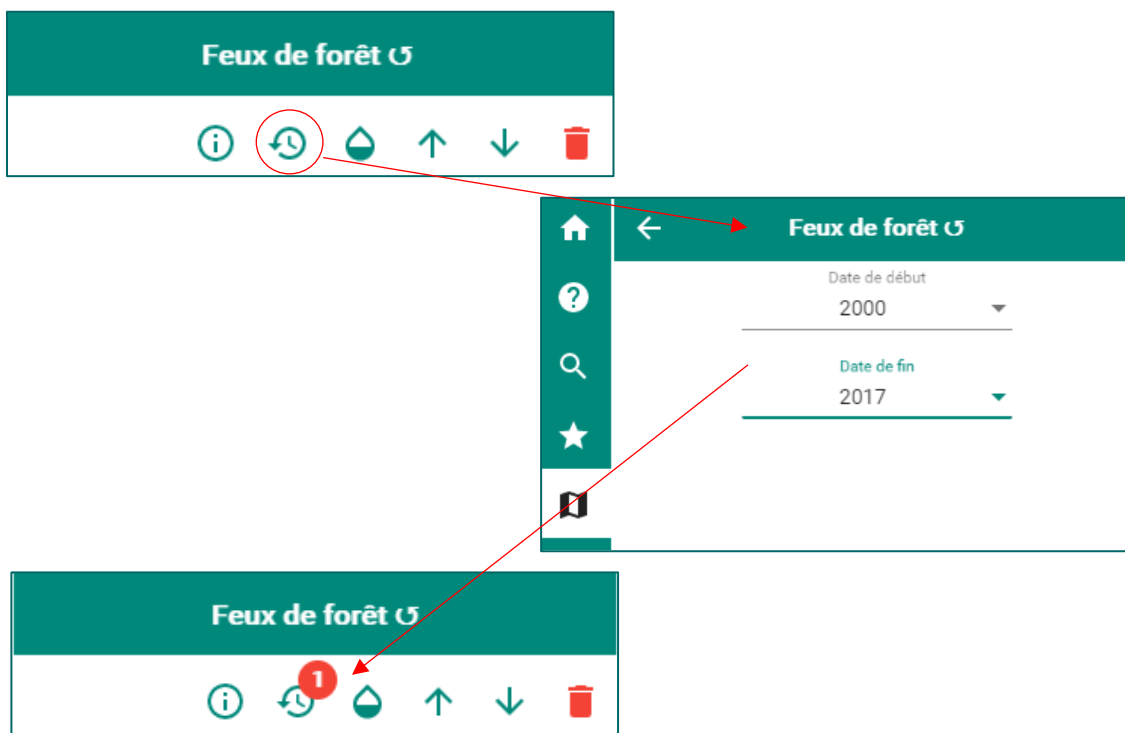 Feux de forêt ↺
Feux de forêt ↺
Date de début
2000
Date de fin
2017
Feux de forêt ↺
1